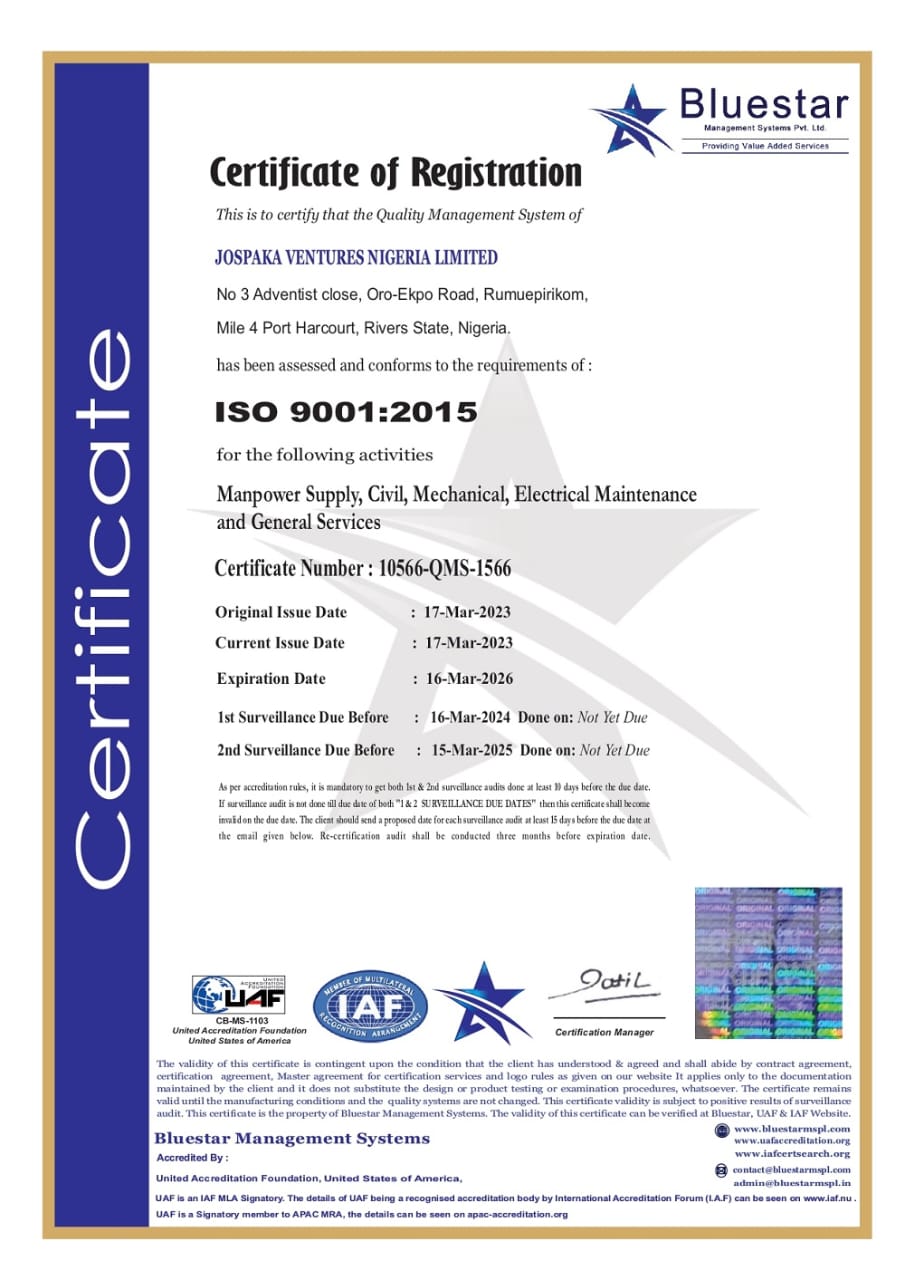 Bluestar
Management Systems Pvt. Ltd.
Providing Value Added Services
Certificate
Certificate of Registration
This is to certify that the Quality Management System of
JOSPAKA VENTURES NIGERIA LIMITED
No 3 Adventist close, Oro-Ekpo Road, Rumuepirikom,
Mile 4 Port Harcourt, Rivers State, Nigeria.
has been assessed and conforms to the requirements of :
ISO 9001:2015
for the following activities
Manpower Supply, Civil, Mechanical, Electrical Maintenance
and General Services
Certificate Number : 10566-QMS-1566
Original Issue Date : 17-Mar-2023
Current Issue Date : 17-Mar-2023
Expiration Date : 16-Mar-2026
1st Surveillance Due Before : 16-Mar-2024 Done on: Not Yet Due
2nd Surveillance Due Before : 15-Mar-2025 Done on: Not Yet Due
As per accreditation rules, it is mandatory to get both 1st & 2nd surveillance audits done at least 10 days before the due date.
If surveillance audit is not done till due date of both "1 & 2 SURVEILLANCE DUE DATES" then this certificate shall become
invalid on the due date. The client should send a proposed date for each surveillance audit at least 15 days before the due date at
the email given below. Re-certification audit shall be conducted three months before expiration date.
ORIGINAL
UNITED
ACCREDITATION
FOUNDATION
UAF
CB-MS-1103
United Accreditation Foundation
United States of America
MEMBER OF MULTILATERAL
IAF
RECOGNITION ARRANGEMENT
Certification Manager
The validity of this certificate is contingent upon the condition that the client has understood & agreed and shall abide by contract agreement,
certification agreement, Master agreement for certification services and logo rules as given on our website It applies only to the documentation
maintained by the client and it does not substitute the design or product testing or examination procedures, whatsoever. The certificate remains
valid until the manufacturing conditions and the quality systems are not changed. This certificate validity is subject to positive results of surveillance
audit. This certificate is the property of Bluestar Management Systems. The validity of this certificate can be verified at Bluestar, UAF & IAF Website.
Bluestar Management Systems
Accredited By :
United Accreditation Foundation, United States of America,
www.bluestarmspl.com
www.uafaccreditation.org
www.iafcertsearch.org
contact@bluestarmspl.com
admin@bluestarmspl.in
UAF is an IAF MLA Signatory. The details of UAF being a recognised accreditation body by International Accreditation Forum (I.A.F) can be seen on www.iaf.nu .
UAF is a Signatory member to APAC MRA, the details can be seen on apac-accreditation.org